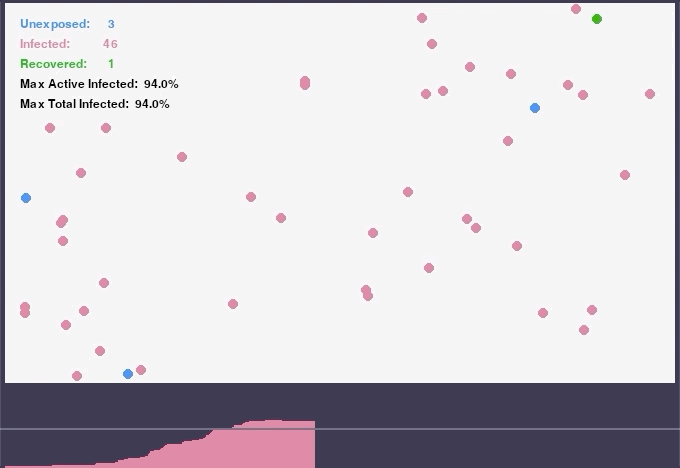 Unexposed: 3
Infected: 46
Recovered: 1
Max Active Infected: 94.0%
Max Total Infected: 94.0%